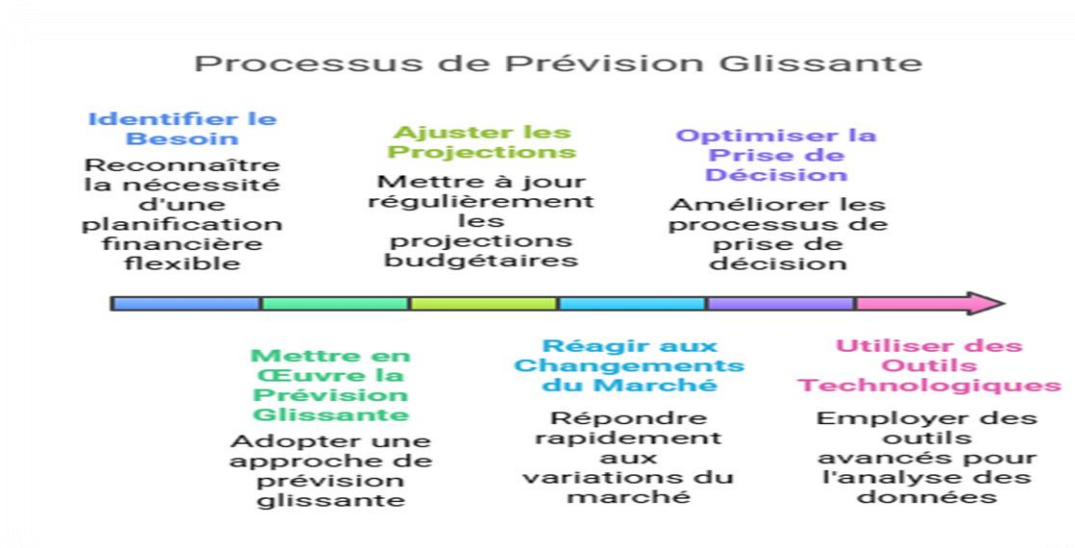 Processus de Prévision Glissante
Identifier le
Besoin
Reconnaître
la nécessité
d'une
planification
financière
flexible
Mettre en
Œuvre la
Prévision
Glissante
Adopter une
approche de
prévision
glissante
Ajuster les
Projections
Mettre à jour
régulièrement
les
projections
budgétaires
Réagir aux
Changements
du Marché
Répondre
rapidement
aux
variations du
marché
Optimiser la
Prise de
Décision
Améliorer les
processus de
prise de
décision
Utiliser des
Outils
Technologiques
Employer des
outils
avancés pour
l'analyse des
données